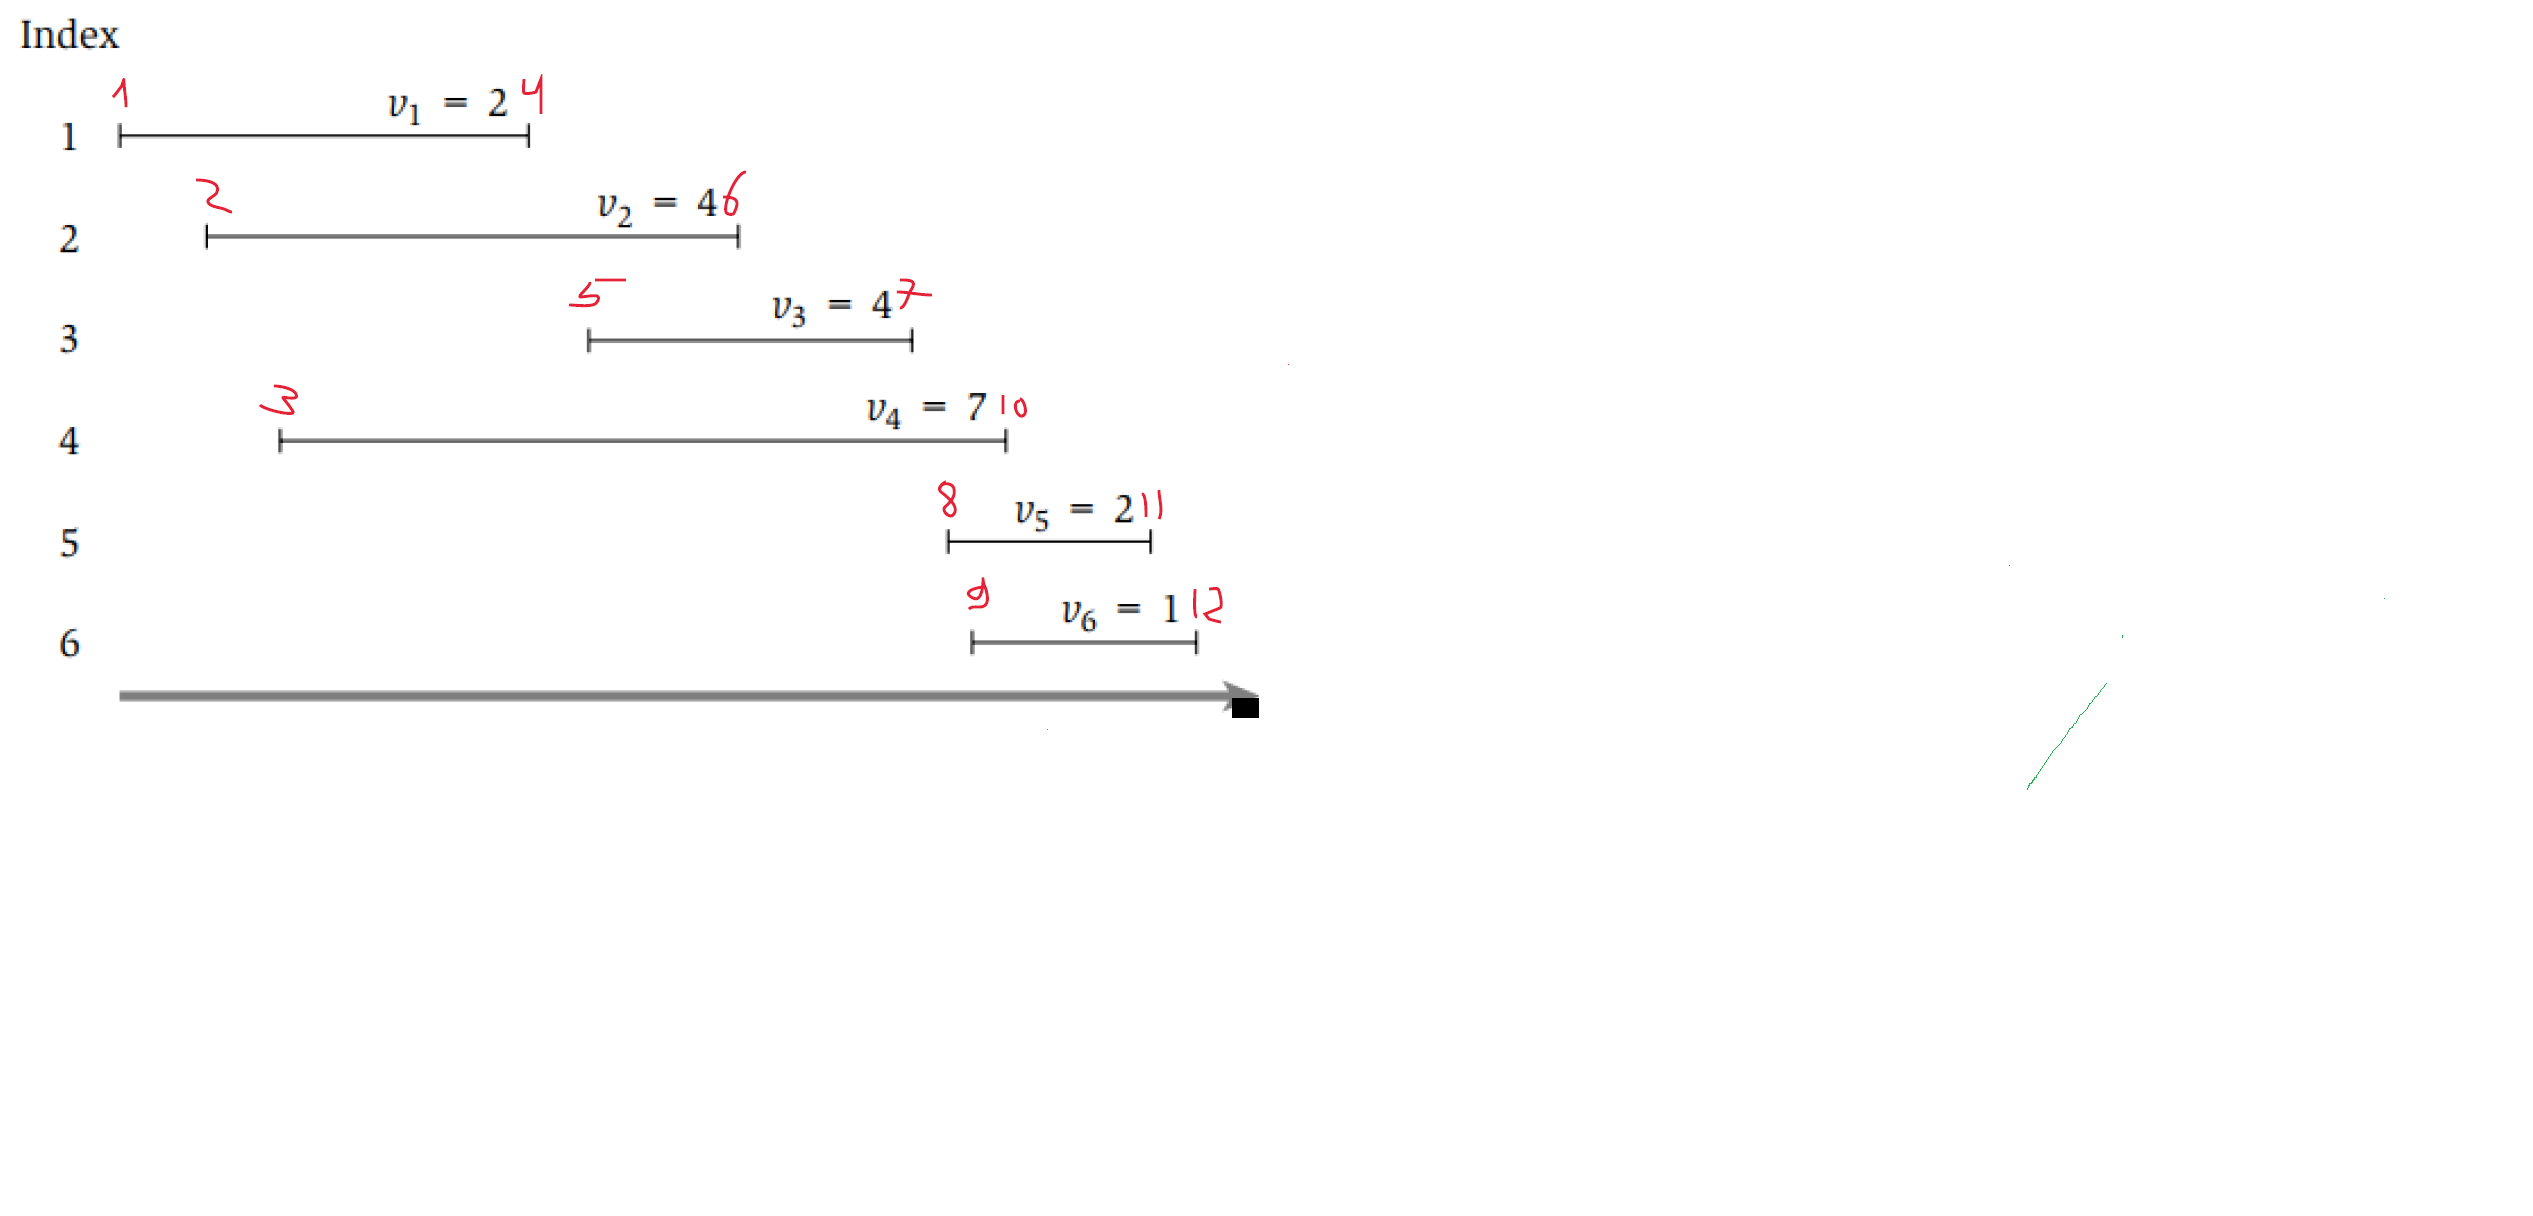 Index
1 4
v₁ = 2
1
2 6
v₂ = 4
2
5 7
v₃ = 4
3
3 10
v₄ = 7
4
8 11
v₅ = 2
5
9 12
v₆ = 1
6